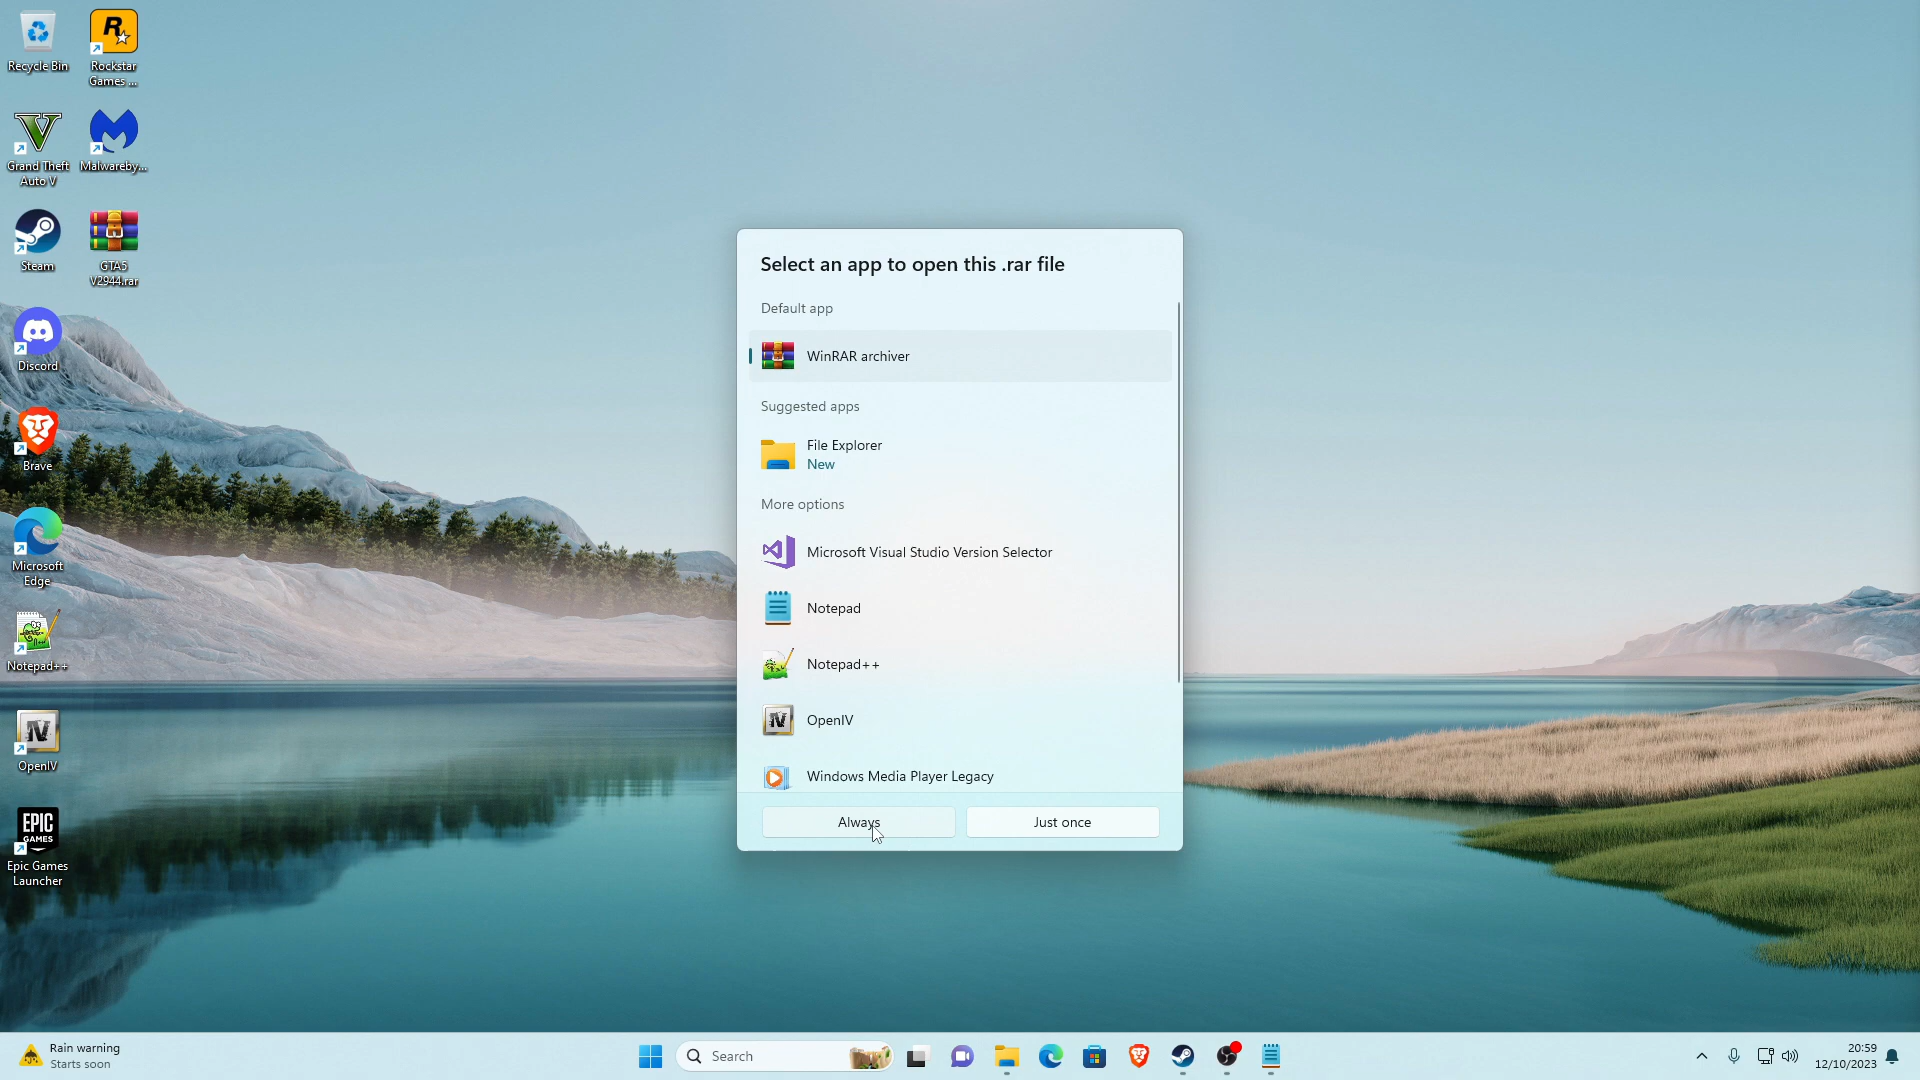 Recycle Bin
Rockstar
Games ...
Grand Theft
Auto V
Malwareby...
Steam
GTA5
V2944.rar
Discord
Brave
Microsoft
Edge
Notepad++
OpenIV
EPIC
GAMES
Epic Games
Launcher
Select an app to open this .rar file
Default app
WinRAR archiver
Suggested apps
File Explorer
New
More options
Microsoft Visual Studio Version Selector
Notepad
Notepad++
OpenIV
Windows Media Player Legacy
Always
Just once
Rain warning
Starts soon
Search
20:59
12/10/2023